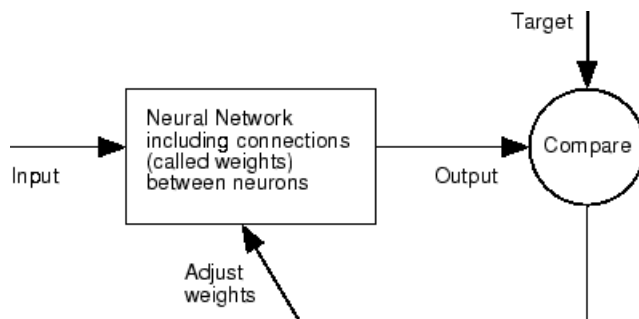 Target
Neural Network
including connections
(called weights)
between neurons
Compare
Input
Output
Adjust
weights